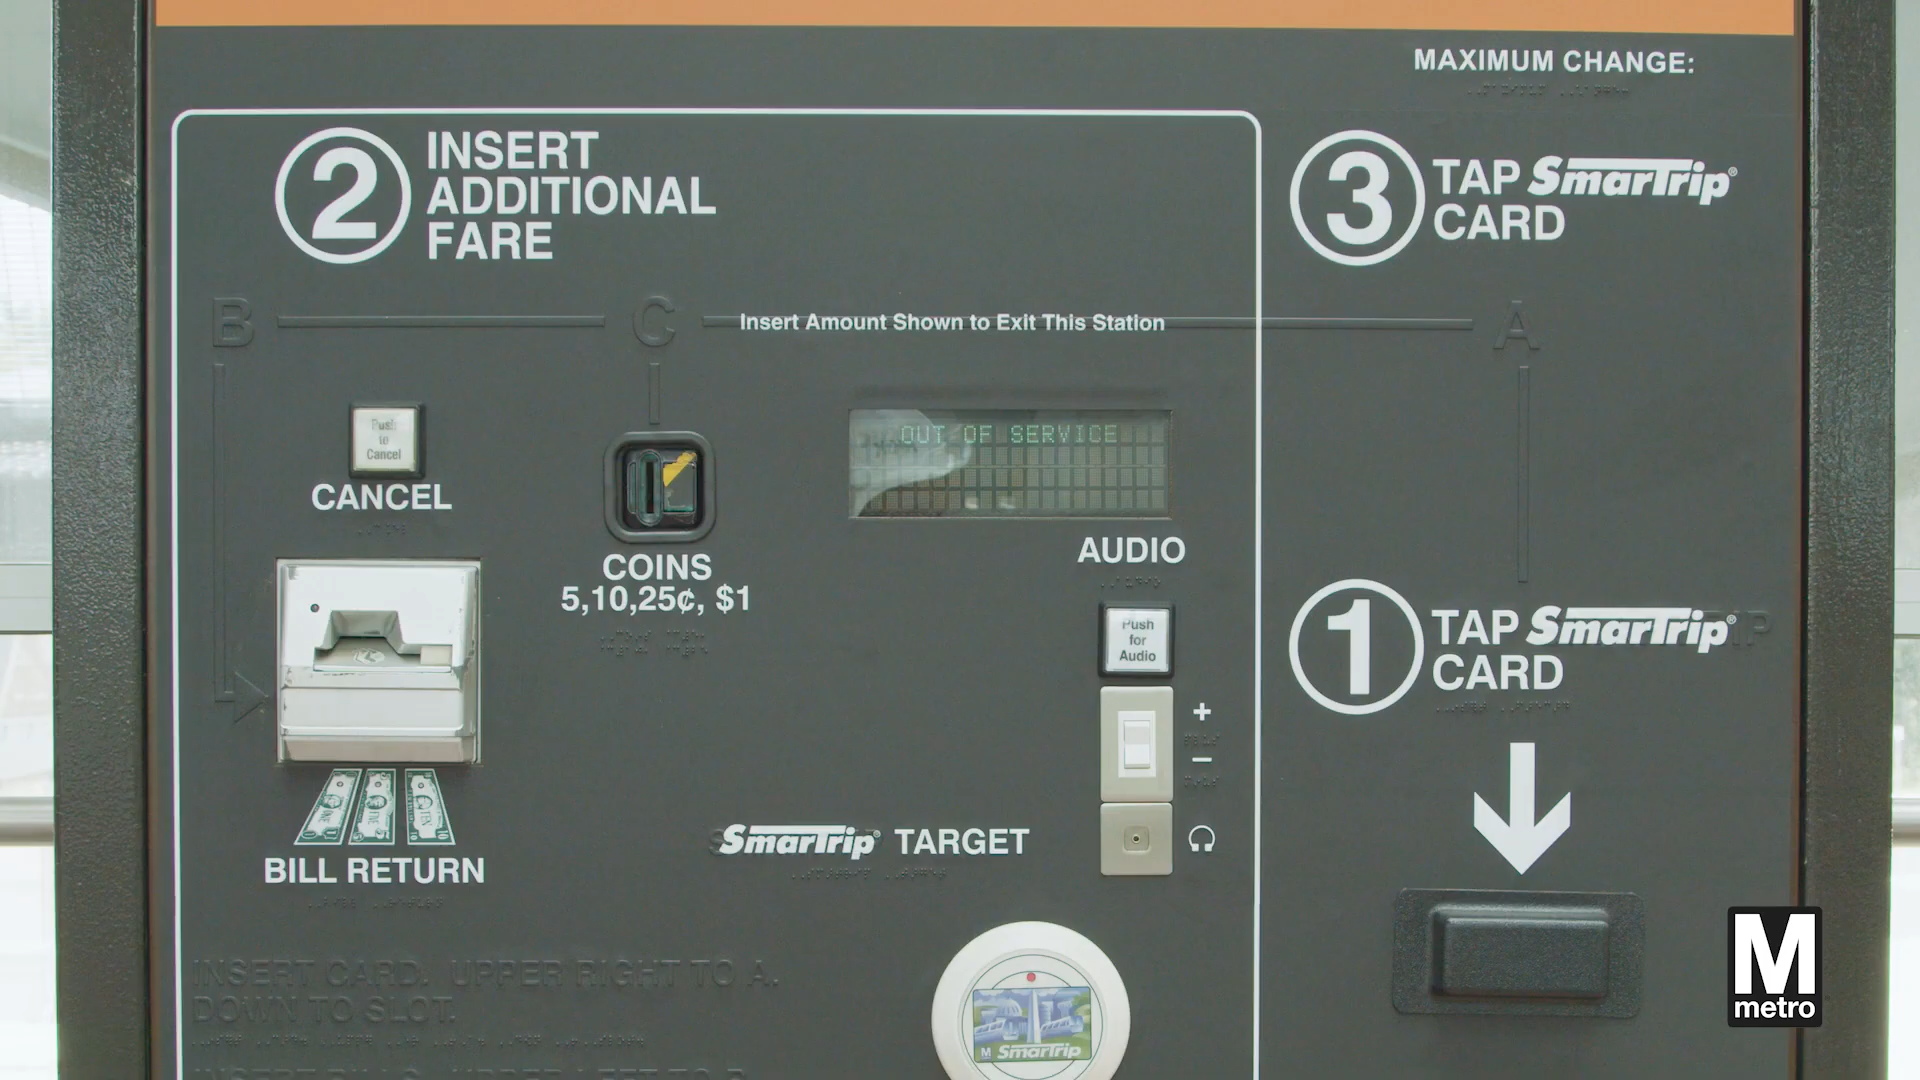 MAXIMUM CHANGE:
2
INSERT
ADDITIONAL
FARE
3
TAP SmarTrip®
CARD
B
C
Insert Amount Shown to Exit This Station
A
Push
to
Cancel
CANCEL
OUT OF SERVICE
COINS
5,10,25¢, $1
AUDIO
Push
for
Audio
+
−
1
TAP SmarTrip®
CARD
BILL RETURN
SmarTrip® TARGET
INSERT CARD. UPPER RIGHT TO A.
DOWN TO SLOT.
M SmarTrip
M
metro